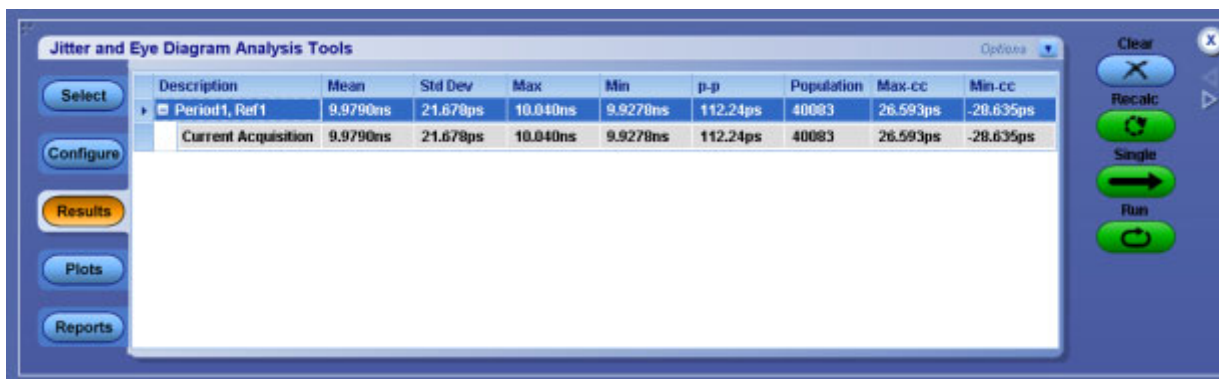 Jitter and Eye Diagram Analysis Tools
Options
Clear
X
Select
Description Mean Std Dev Max Min p-p Population Max-cc Min-cc
Period1, Ref1 9.9790ns 21.678ps 10.040ns 9.9278ns 112.24ps 40083 26.593ps -28.635ps
Current Acquisition 9.9790ns 21.678ps 10.040ns 9.9278ns 112.24ps 40083 26.593ps -28.635ps
Recalc
Configure
Single
Results
Run
Plots
Reports